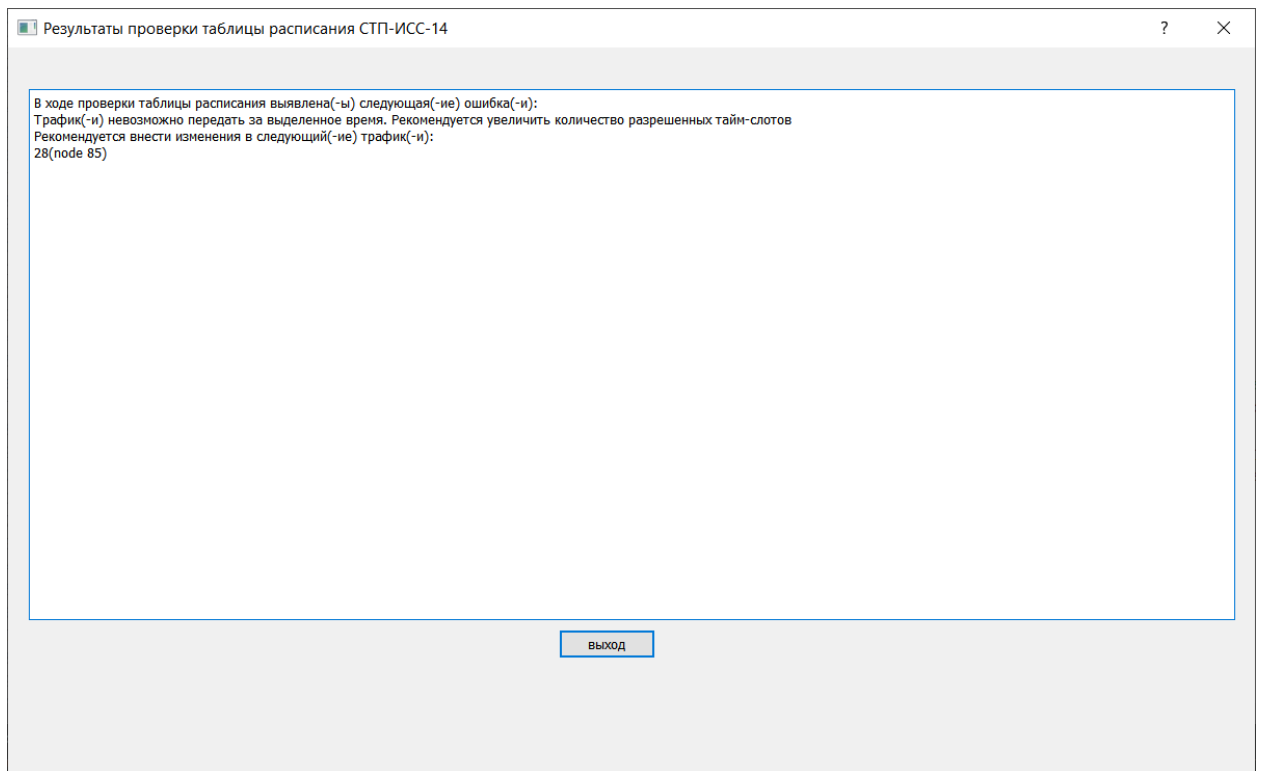 Результаты проверки таблицы расписания СТП-ИСС-14
?
В ходе проверки таблицы расписания выявлена(-ы) следующая(-ие) ошибка(-и):
Трафик(-и) невозможно передать за выделенное время. Рекомендуется увеличить количество разрешенных тайм-слотов
Рекомендуется внести изменения в следующий(-ие) трафик(-и):
28(node 85)
выход